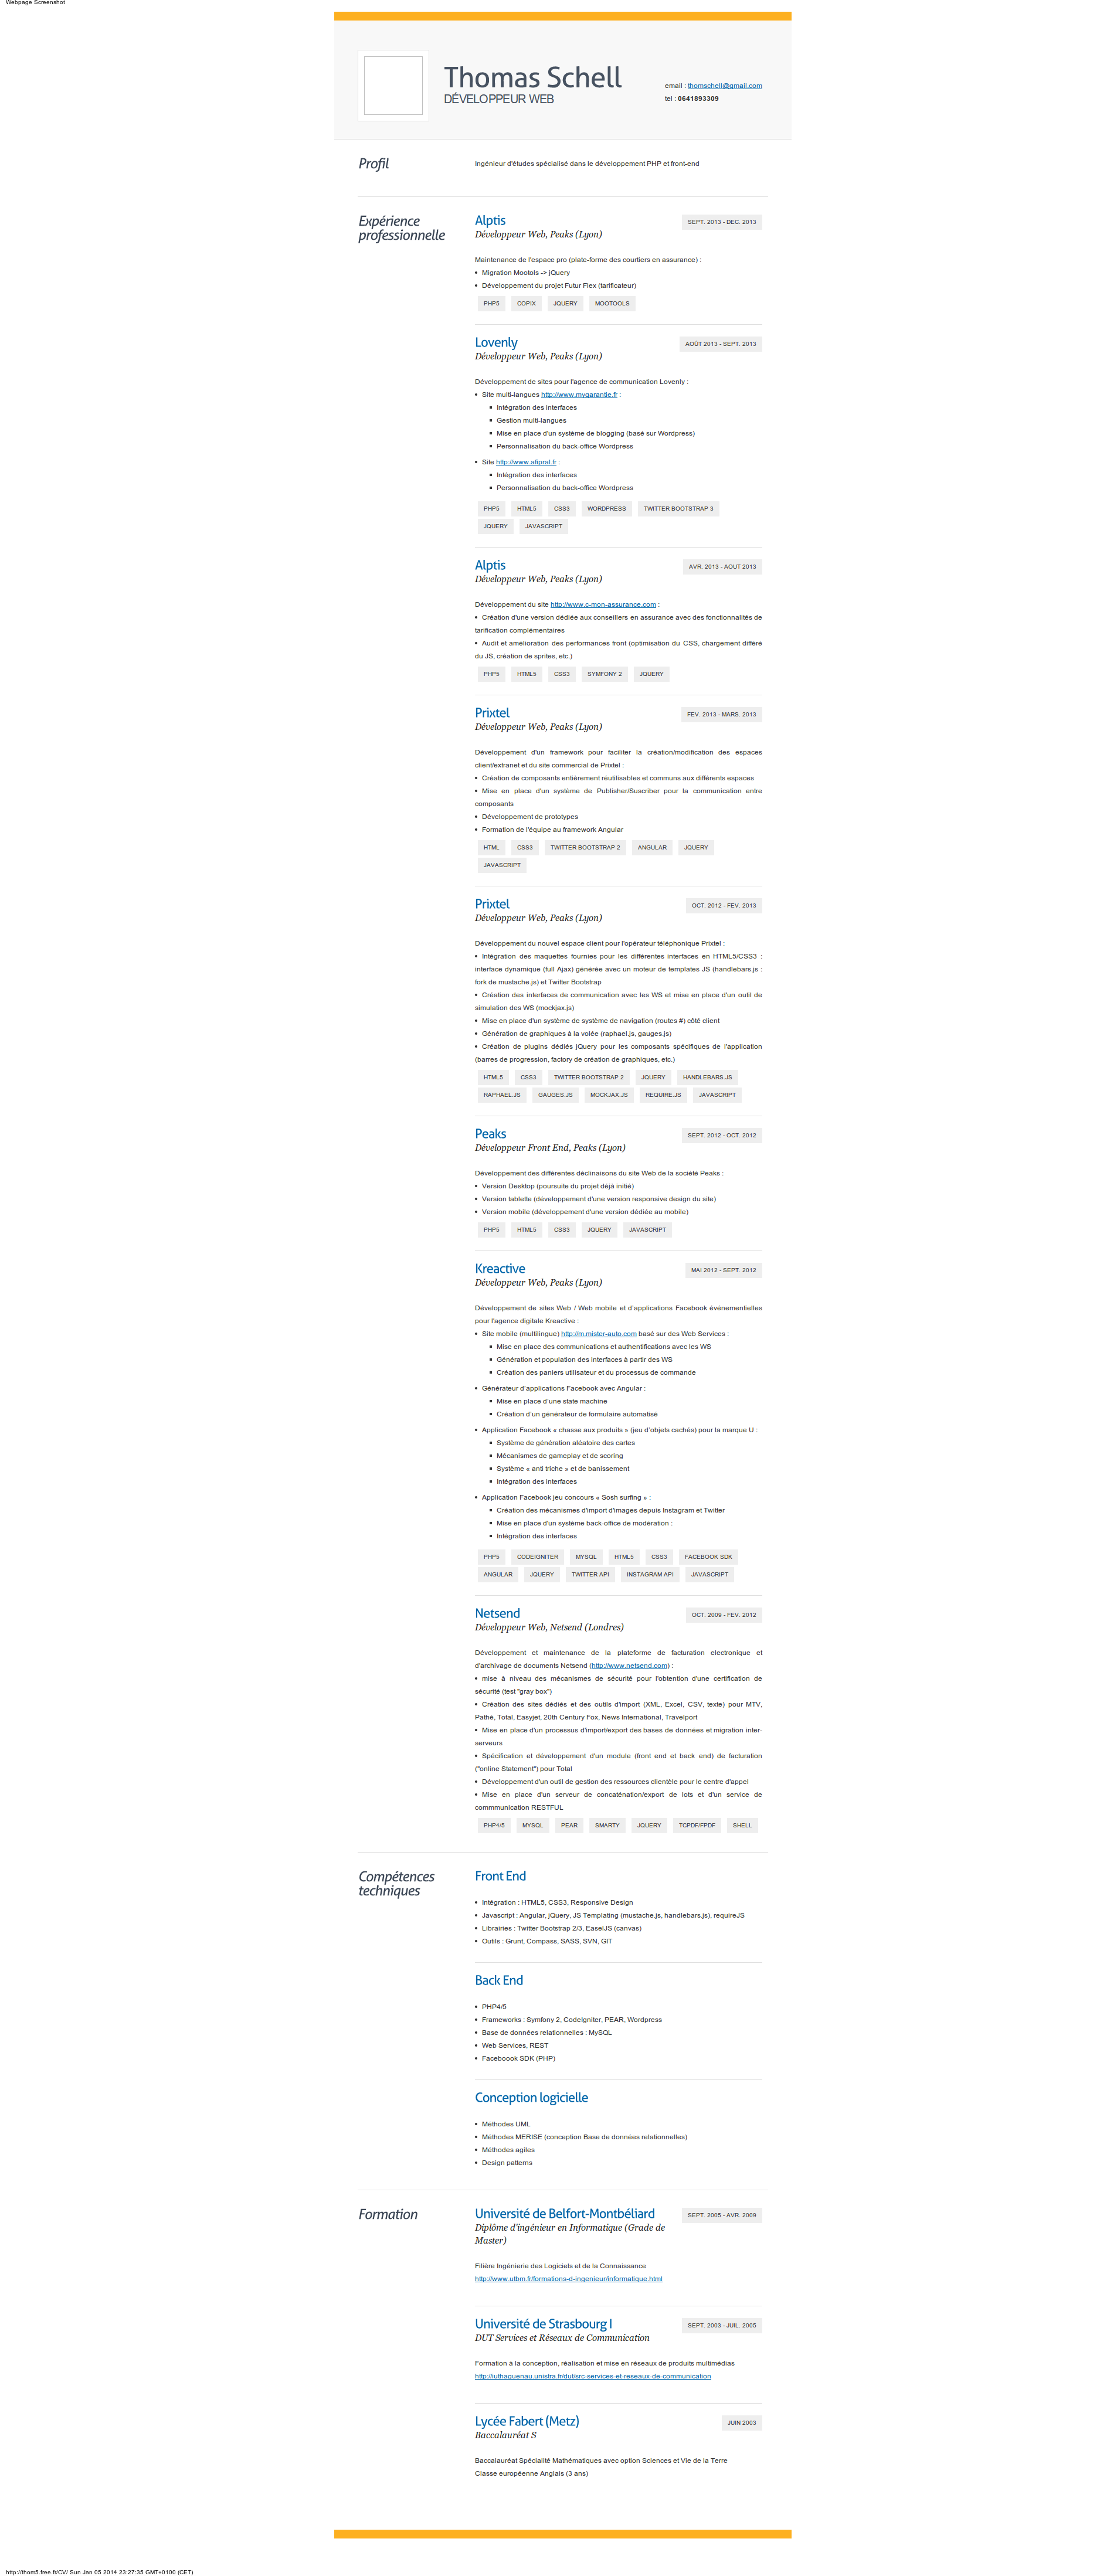 Webpage Screenshot
Thomas Schell
DÉVELOPPEUR WEB
email : thomschell@gmail.com
tel : 0641893309
Profil
Ingénieur d'études spécialisé dans le développement PHP et front-end
Expérience
professionnelle
Alptis
SEPT. 2013 - DEC. 2013
Développeur Web, Peaks (Lyon)
Maintenance de l'espace pro (plate-forme des courtiers en assurance) :
• Migration Mootols -> jQuery
• Développement du projet Futur Flex (tarificateur)
PHP5 COPIX JQUERY MOOTOOLS
Lovenly
AOÛT 2013 - SEPT. 2013
Développeur Web, Peaks (Lyon)
Développement de sites pour l'agence de communication Lovenly :
• Site multi-langues http://www.mygarantie.fr :
• Intégration des interfaces
• Gestion multi-langues
• Mise en place d'un système de blogging (basé sur Wordpress)
• Personnalisation du back-office Wordpress
• Site http://www.afipral.fr :
• Intégration des interfaces
• Personnalisation du back-office Wordpress
PHP5 HTML5 CSS3 WORDPRESS TWITTER BOOTSTRAP 3
JQUERY JAVASCRIPT
Alptis
AVR. 2013 - AOUT 2013
Développeur Web, Peaks (Lyon)
Développement du site http://www.c-mon-assurance.com :
• Création d'une version dédiée aux conseillers en assurance avec des fonctionnalités de
tarification complémentaires
• Audit et amélioration des performances front (optimisation du CSS, chargement différé
du JS, création de sprites, etc.)
PHP5 HTML5 CSS3 SYMFONY 2 JQUERY
Prixtel
FEV. 2013 - MARS. 2013
Développeur Web, Peaks (Lyon)
Développement d'un framework pour faciliter la création/modification des espaces
client/extranet et du site commercial de Prixtel :
• Création de composants entièrement réutilisables et communs aux différents espaces
• Mise en place d'un système de Publisher/Suscriber pour la communication entre
composants
• Développement de prototypes
• Formation de l'équipe au framework Angular
HTML CSS3 TWITTER BOOTSTRAP 2 ANGULAR JQUERY
JAVASCRIPT
Prixtel
OCT. 2012 - FEV. 2013
Développeur Web, Peaks (Lyon)
Développement du nouvel espace client pour l'opérateur téléphonique Prixtel :
• Intégration des maquettes fournies pour les différentes interfaces en HTML5/CSS3 :
interface dynamique (full Ajax) générée avec un moteur de templates JS (handlebars.js :
fork de mustache.js) et Twitter Bootstrap
• Création des interfaces de communication avec les WS et mise en place d'un outil de
simulation des WS (mockjax.js)
• Mise en place d'un système de système de navigation (routes #) côté client
• Génération de graphiques à la volée (raphael.js, gauges.js)
• Création de plugins dédiés jQuery pour les composants spécifiques de l'application
(barres de progression, factory de création de graphiques, etc.)
HTML5 CSS3 TWITTER BOOTSTRAP 2 JQUERY HANDLEBARS.JS
RAPHAEL.JS GAUGES.JS MOCKJAX.JS REQUIRE.JS JAVASCRIPT
Peaks
SEPT. 2012 - OCT. 2012
Développeur Front End, Peaks (Lyon)
Développement des différentes déclinaisons du site Web de la société Peaks :
• Version Desktop (poursuite du projet déjà initié)
• Version tablette (développement d'une version responsive design du site)
• Version mobile (développement d'une version dédiée au mobile)
PHP5 HTML5 CSS3 JQUERY JAVASCRIPT
Kreactive
MAI 2012 - SEPT. 2012
Développeur Web, Peaks (Lyon)
Développement de sites Web / Web mobile et d'applications Facebook événementielles
pour l'agence digitale Kreactive :
• Site mobile (multilingue) http://m.mister-auto.com basé sur des Web Services :
• Mise en place des communications et authentifications avec les WS
• Génération et population des interfaces à partir des WS
• Création des paniers utilisateur et du processus de commande
• Générateur d'applications Facebook avec Angular :
• Mise en place d'une state machine
• Création d'un générateur de formulaire automatisé
• Application Facebook « chasse aux produits » (jeu d'objets cachés) pour la marque U :
• Système de génération aléatoire des cartes
• Mécanismes de gameplay et de scoring
• Système « anti triche » et de banissement
• Intégration des interfaces
• Application Facebook jeu concours « Sosh surfing » :
• Création des mécanismes d'import d'images depuis Instagram et Twitter
• Mise en place d'un système back-office de modération :
• Intégration des interfaces
PHP5 CODEIGNITER MYSQL HTML5 CSS3 FACEBOOK SDK
ANGULAR JQUERY TWITTER API INSTAGRAM API JAVASCRIPT
Netsend
OCT. 2009 - FEV. 2012
Développeur Web, Netsend (Londres)
Développement et maintenance de la plateforme de facturation electronique et
d'archivage de documents Netsend (http://www.netsend.com) :
• mise à niveau des mécanismes de sécurité pour l'obtention d'une certification de
sécurité (test "gray box")
• Création des sites dédiés et des outils d'import (XML, Excel, CSV, texte) pour MTV,
Pathé, Total, Easyjet, 20th Century Fox, News International, Travelport
• Mise en place d'un processus d'import/export des bases de données et migration inter-
serveurs
• Spécification et développement d'un module (front end et back end) de facturation
("online Statement") pour Total
• Développement d'un outil de gestion des ressources clientèle pour le centre d'appel
• Mise en place d'un serveur de concaténation/export de lots et d'un service de
commmunication RESTFUL
PHP4/5 MYSQL PEAR SMARTY JQUERY TCPDF/FPDF SHELL
Compétences
techniques
Front End
• Intégration : HTML5, CSS3, Responsive Design
• Javascript : Angular, jQuery, JS Templating (mustache.js, handlebars.js), requireJS
• Librairies : Twitter Bootstrap 2/3, EaselJS (canvas)
• Outils : Grunt, Compass, SASS, SVN, GIT
Back End
• PHP4/5
• Frameworks : Symfony 2, CodeIgniter, PEAR, Wordpress
• Base de données relationnelles : MySQL
• Web Services, REST
• Faceboook SDK (PHP)
Conception logicielle
• Méthodes UML
• Méthodes MERISE (conception Base de données relationnelles)
• Méthodes agiles
• Design patterns
Formation
Université de Belfort-Montbéliard
SEPT. 2005 - AVR. 2009
Diplôme d'ingénieur en Informatique (Grade de
Master)
Filière Ingénierie des Logiciels et de la Connaissance
http://www.utbm.fr/formations-d-ingenieur/informatique.html
Université de Strasbourg I
SEPT. 2003 - JUIL. 2005
DUT Services et Réseaux de Communication
Formation à la conception, réalisation et mise en réseaux de produits multimédias
http://iuthaguenau.unistra.fr/dut/src-services-et-reseaux-de-communication
Lycée Fabert (Metz)
JUIN 2003
Baccalauréat S
Baccalauréat Spécialité Mathématiques avec option Sciences et Vie de la Terre
Classe européenne Anglais (3 ans)
http://thom5.free.fr/CV/ Sun Jan 05 2014 23:27:35 GMT+0100 (CET)